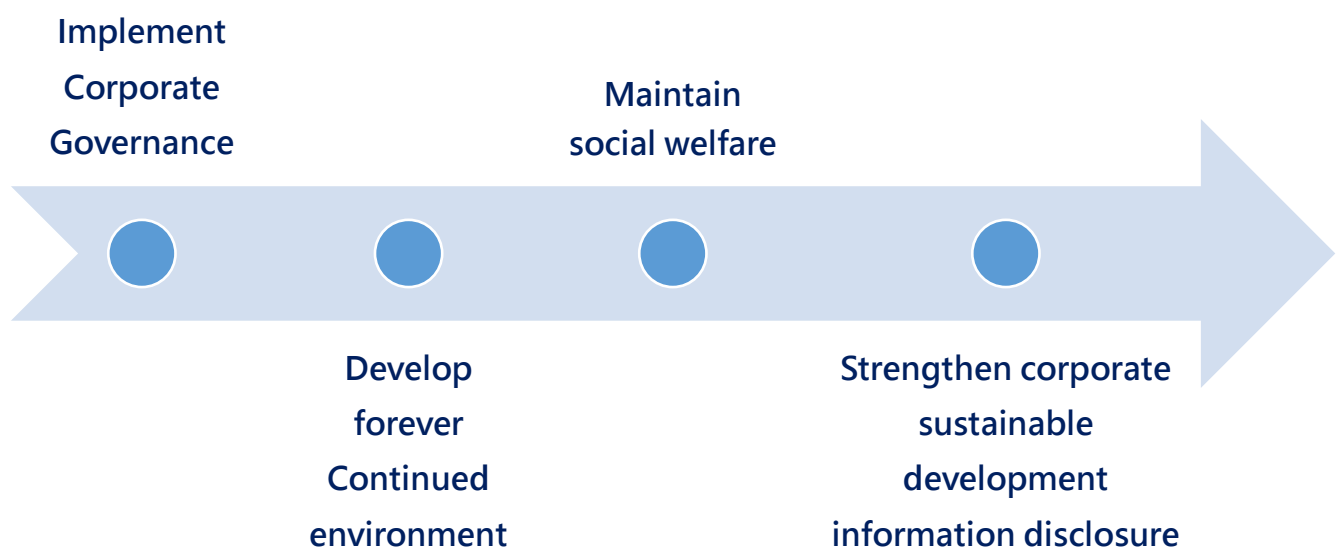 Implement
Corporate
Governance
Maintain
social welfare
Develop
forever
Continued
environment
Strengthen corporate
sustainable
development
information disclosure